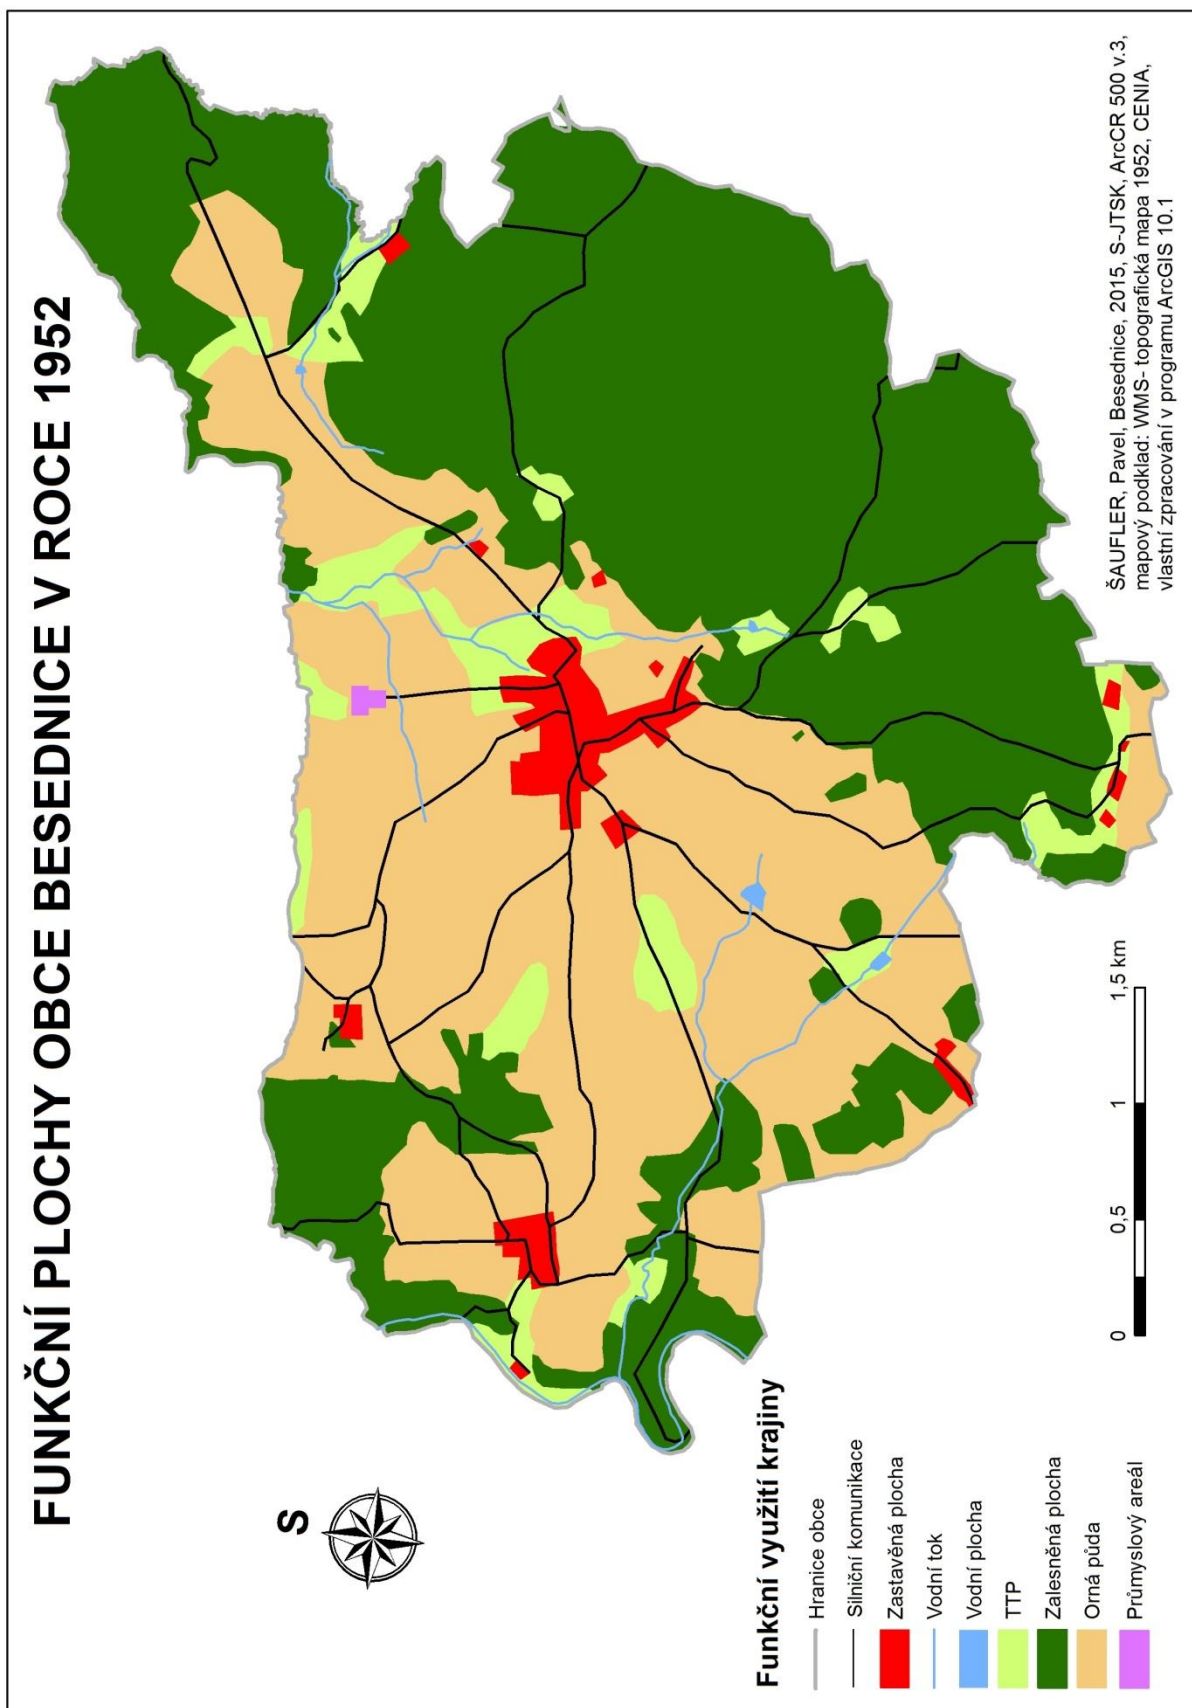 FUNKČNÍ PLOCHY OBCE BESEDNICE V ROCE 1952
S
Funkční využití krajiny
Hranice obce
Silniční komunikace
Zastavěná plocha
Vodní tok
Vodní plocha
TTP
Zalesněná plocha
Orná půda
Průmyslový areál
0 0,5 1 1,5 km
ŠAUFLER, Pavel, Besednice, 2015, S-JTSK, ArcCR 500 v.3,
mapový podklad: WMS- topografická mapa 1952, CENIA,
vlastní zpracování v programu ArcGIS 10.1